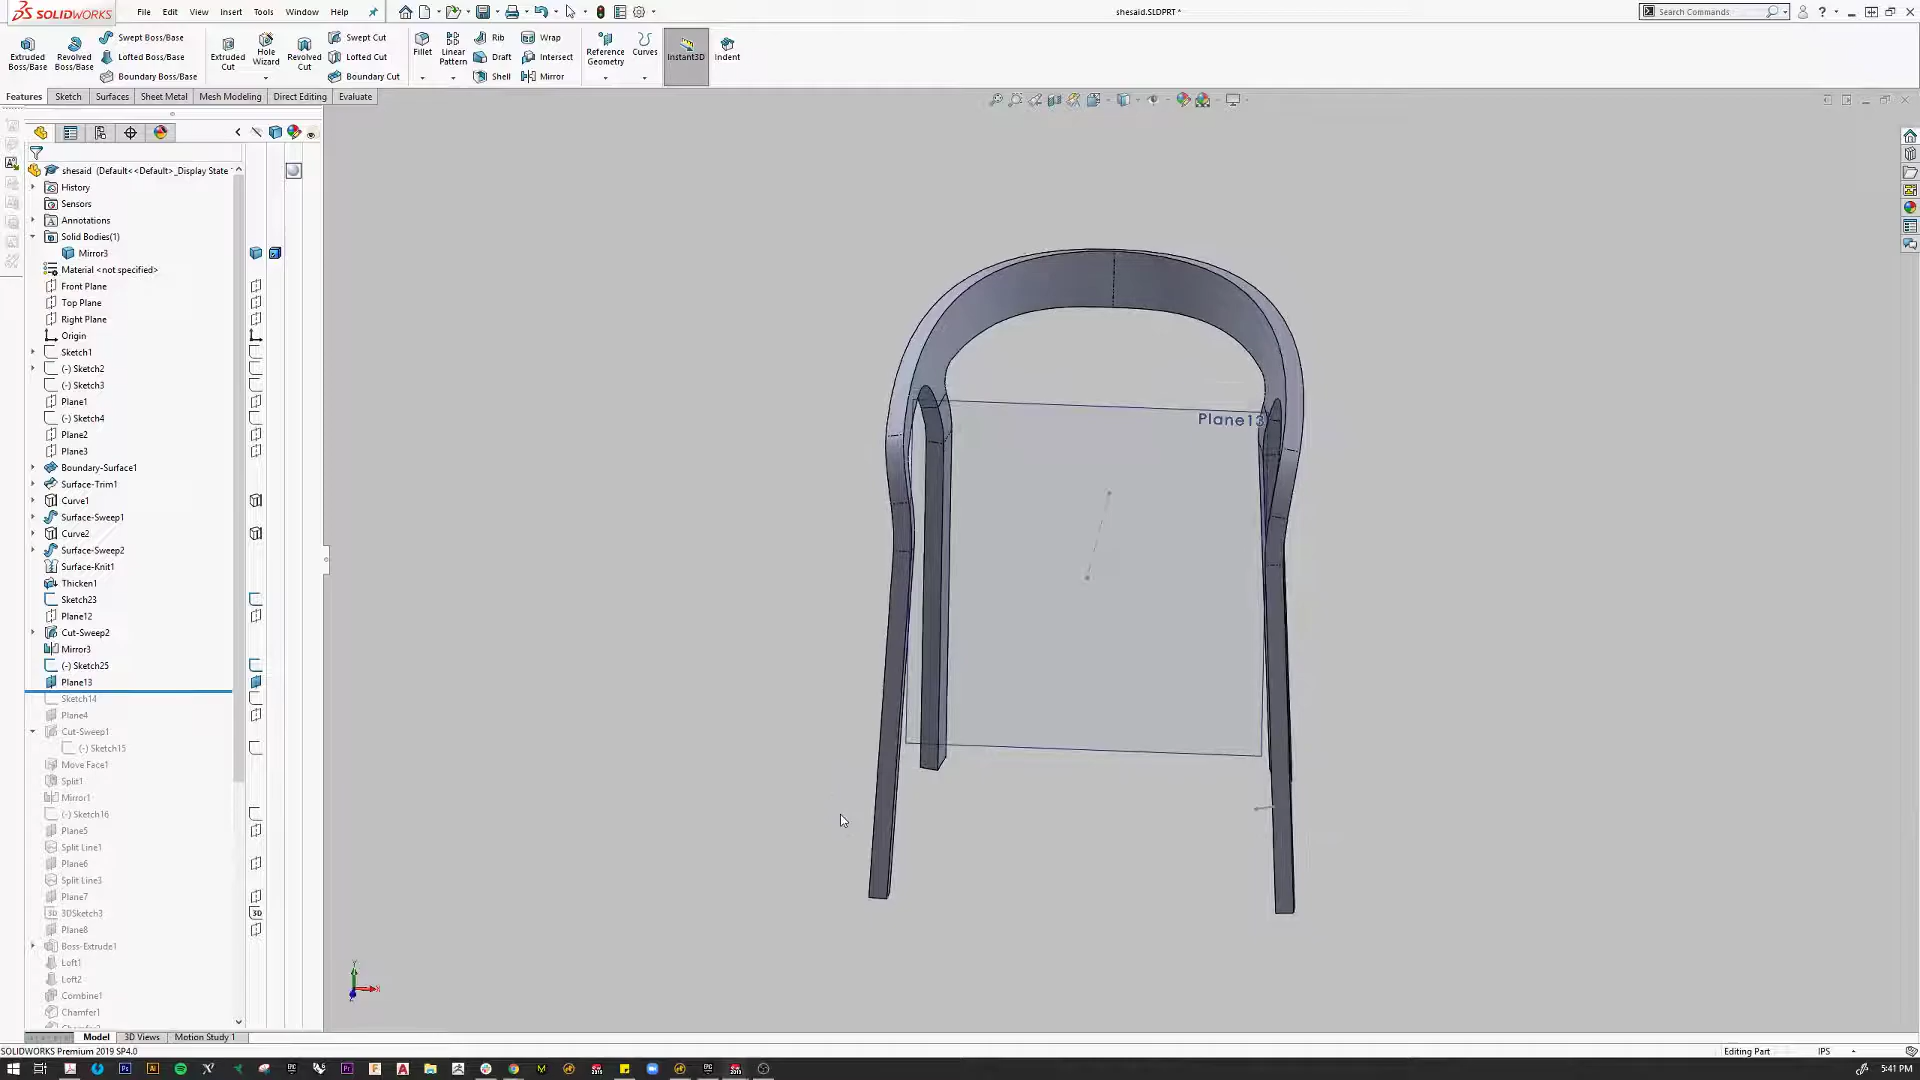 SOLIDWORKS File Edit View Insert Tools Window Help shesaid.SLDPRT * Search Commands
Extruded Boss/Base
Revolved Boss/Base
Swept Boss/Base
Lofted Boss/Base
Boundary Boss/Base
Extruded Cut
Hole Wizard
Revolved Cut
Swept Cut
Lofted Cut
Boundary Cut
Fillet
Linear Pattern
Rib
Draft
Shell
Wrap
Intersect
Mirror
Reference Geometry
Curves
Instant3D
Indent
Features Sketch Surfaces Sheet Metal Mesh Modeling Direct Editing Evaluate
shesaid (Default<<Default>_Display State
History
Sensors
Annotations
Solid Bodies(1)
Mirror3
Material <not specified>
Front Plane
Top Plane
Right Plane
Origin
Sketch1
(-) Sketch2
(-) Sketch3
Plane1
(-) Sketch4
Plane2
Plane3
Boundary-Surface1
Surface-Trim1
Curve1
Surface-Sweep1
Curve2
Surface-Sweep2
Surface-Knit1
Thicken1
Sketch23
Plane12
Cut-Sweep2
Mirror3
(-) Sketch25
Plane13
Sketch14
Plane4
Cut-Sweep1
(-) Sketch15
Move Face1
Split1
Mirror1
(-) Sketch16
Plane5
Split Line1
Plane6
Split Line3
Plane7
3DSketch3
Plane8
Boss-Extrude1
Loft1
Loft2
Combine1
Chamfer1
Plane13
Model 3D Views Motion Study 1
SOLIDWORKS Premium 2019 SP4.0 Editing Part IPS
5:41 PM